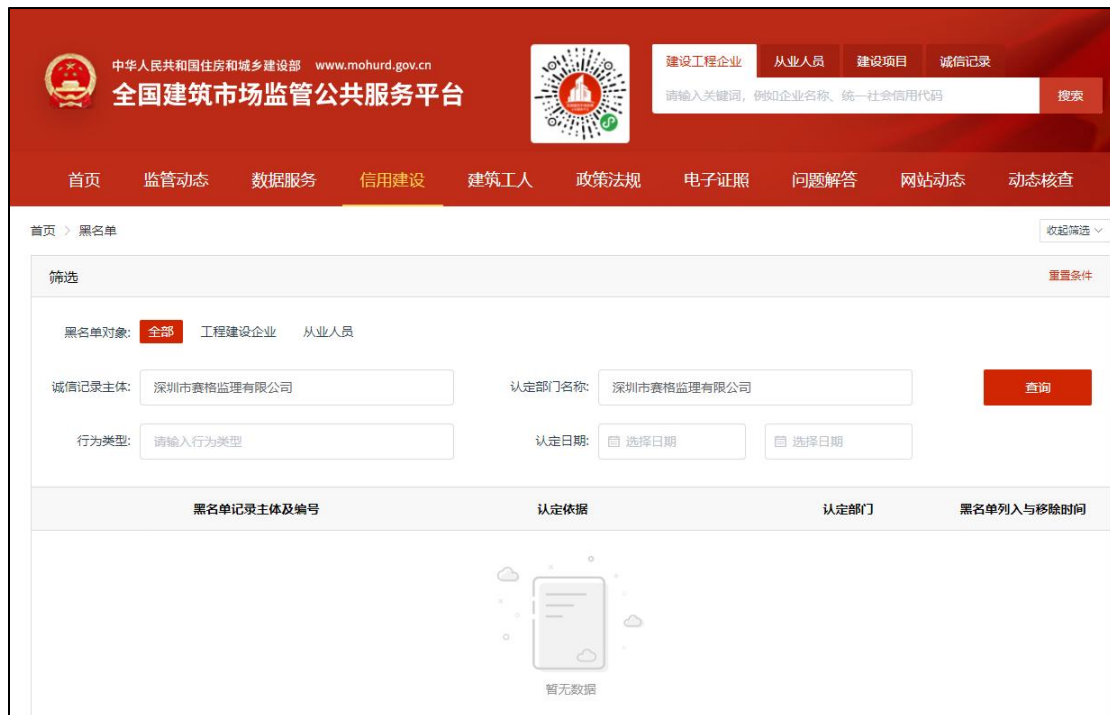 中华人民共和国住房和城乡建设部 www.mohurd.gov.cn
全国建筑市场监管公共服务平台
建设工程企业 从业人员 建设项目 诚信记录
请输入关键词，例如企业名称、统一社会信用代码 搜索
首页 监管动态 数据服务 信用建设 建筑工人 政策法规 电子证照 问题解答 网站动态 动态核查
首页 > 黑名单 收起筛选
筛选 重置条件
黑名单对象: 全部 工程建设企业 从业人员
诚信记录主体: 深圳市赛格监理有限公司 认定部门名称: 深圳市赛格监理有限公司 查询
行为类型: 请输入行为类型 认定日期: 选择日期 选择日期
黑名单记录主体及编号 认定依据 认定部门 黑名单列入与移除时间
暂无数据